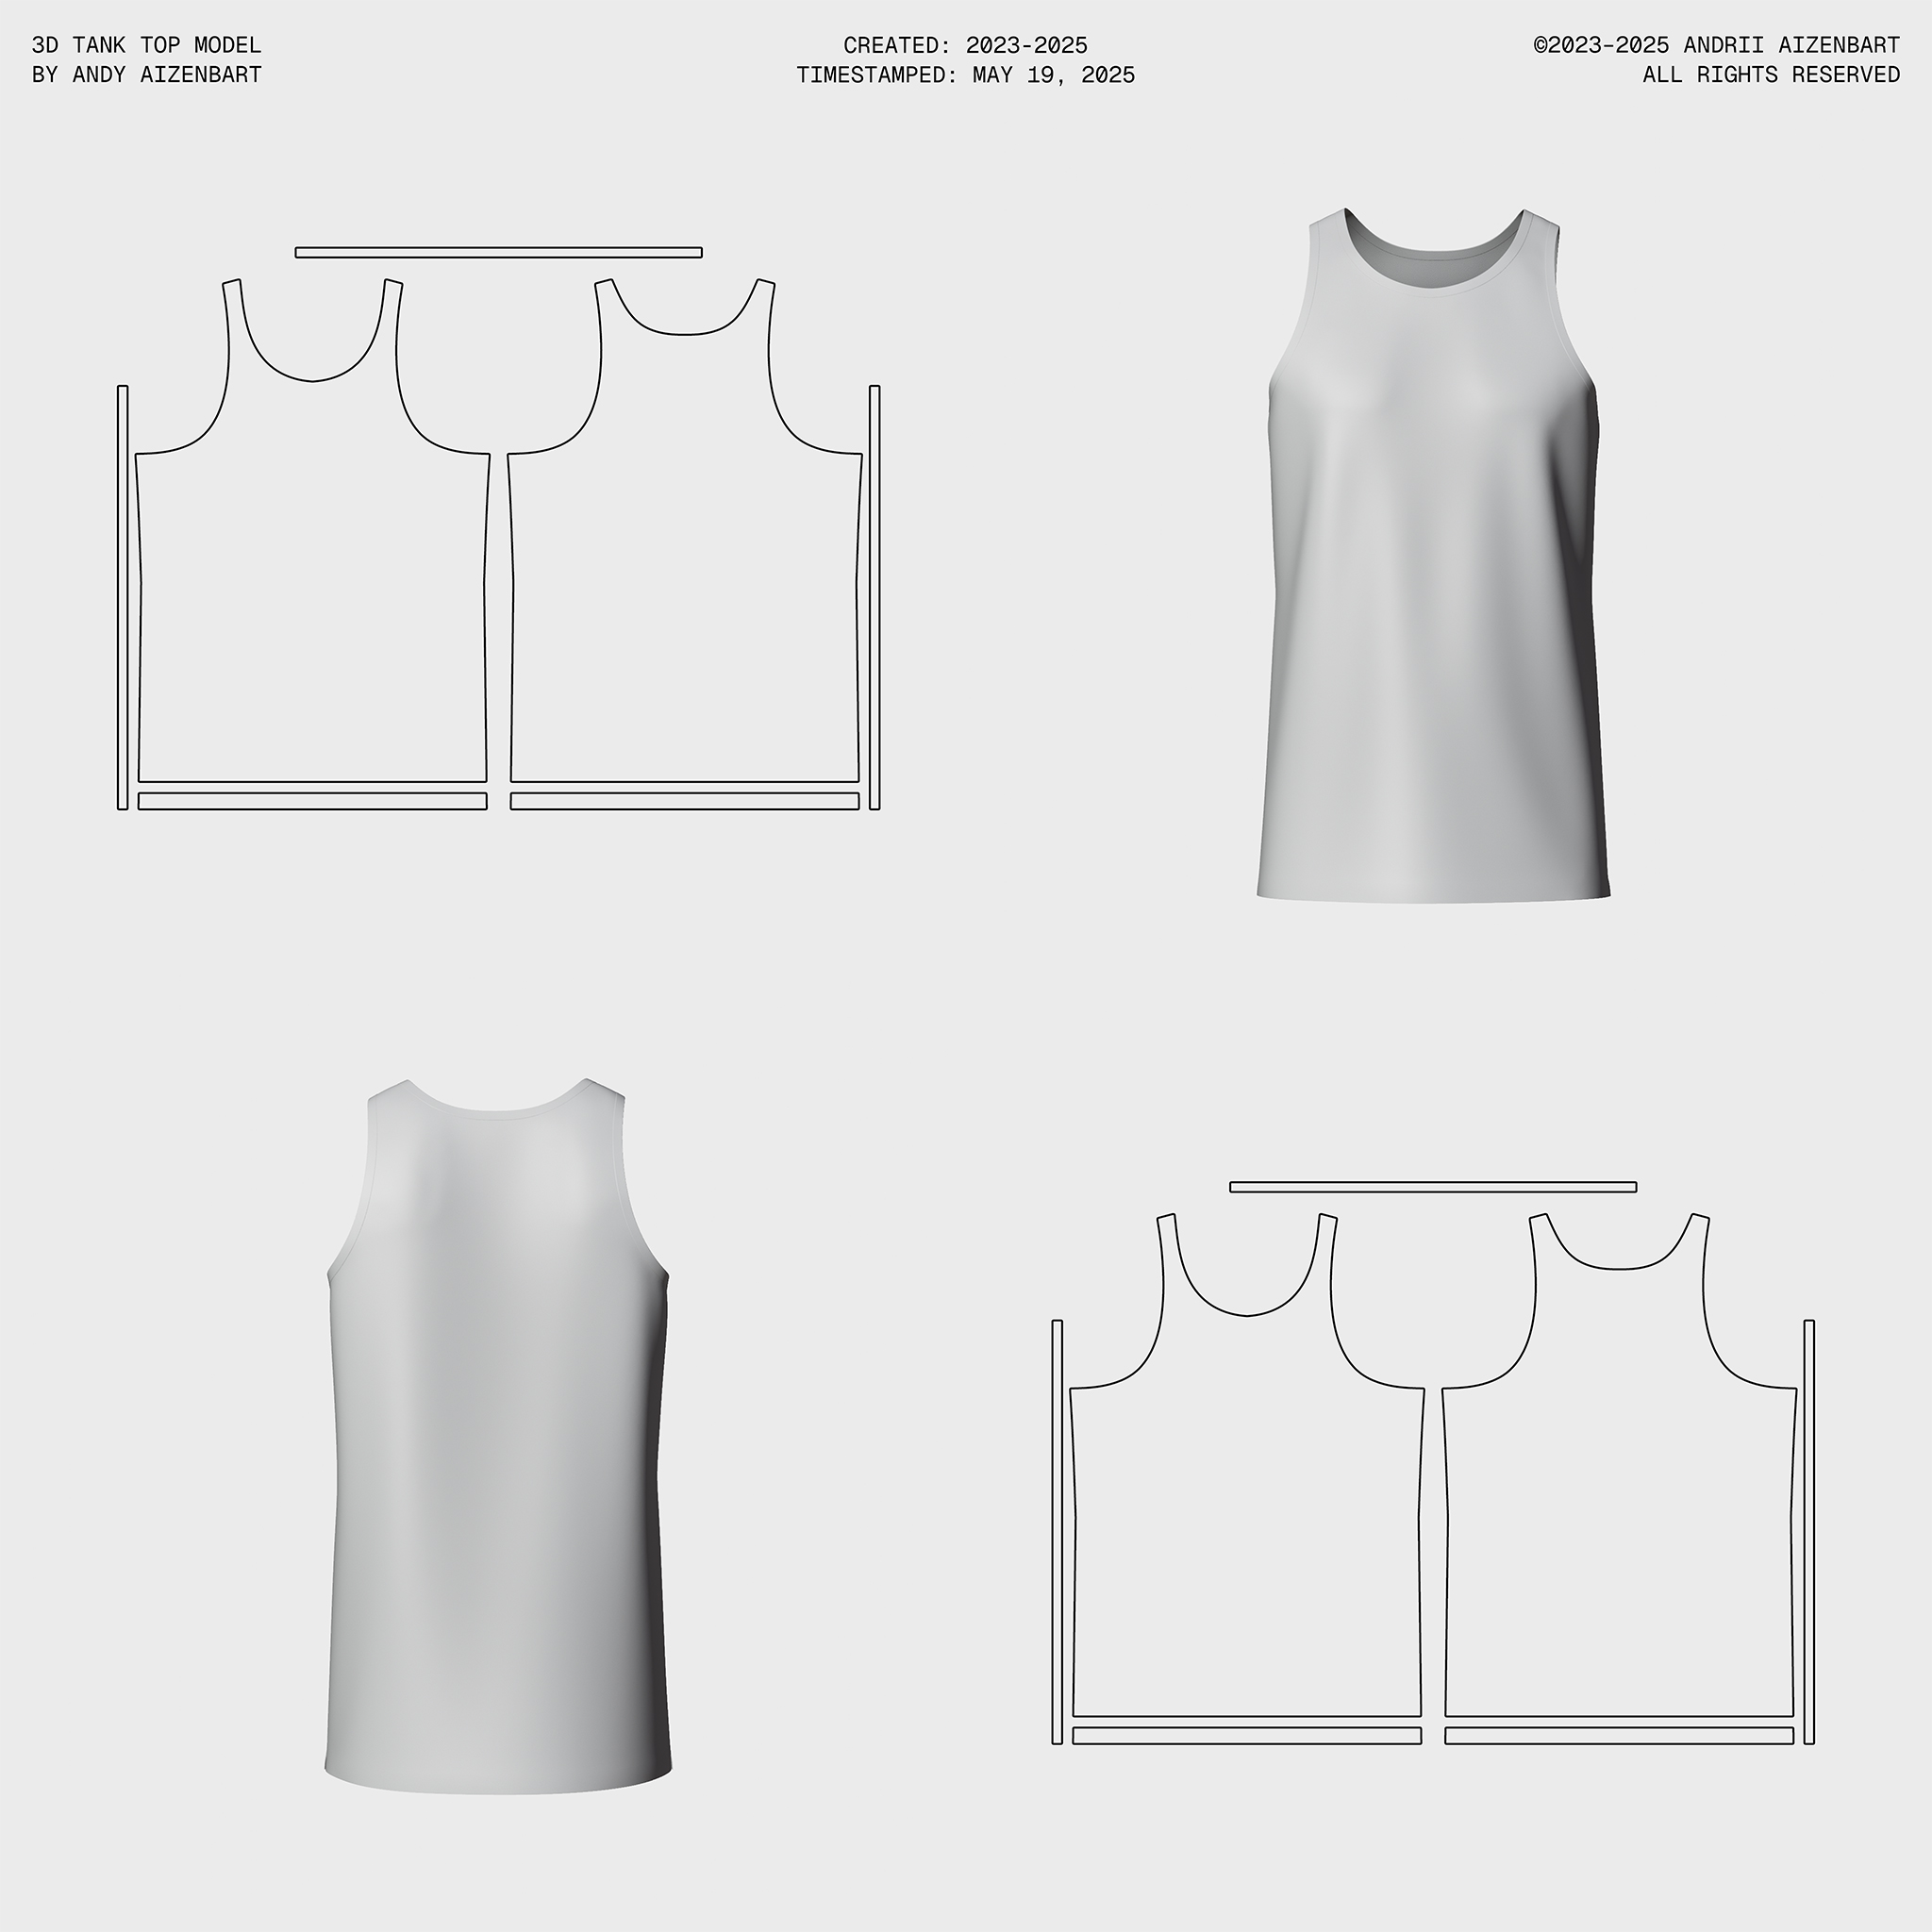 3D TANK TOP MODEL
BY ANDY AIZENBART
CREATED: 2023-2025
TIMESTAMPED: MAY 19, 2025
©2023-2025 ANDRII AIZENBART
ALL RIGHTS RESERVED